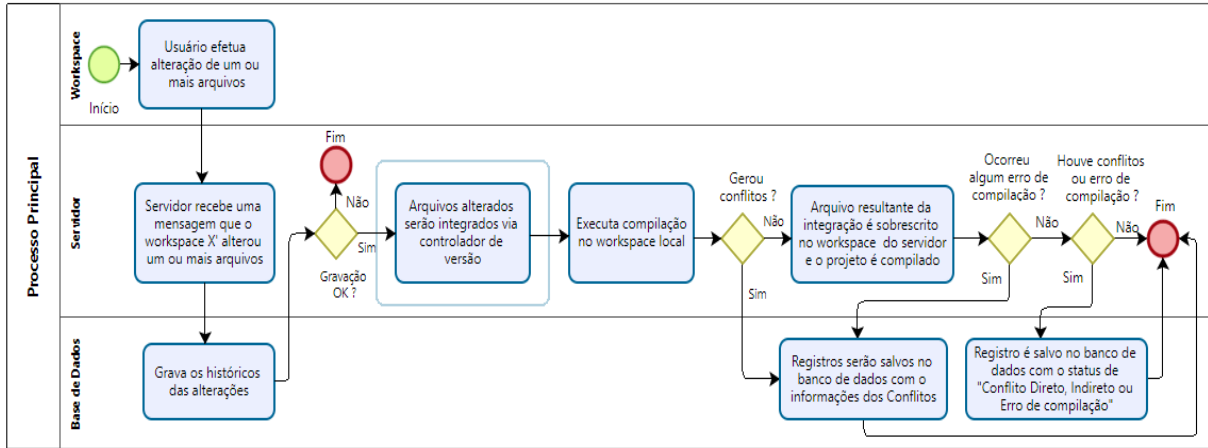 Processo Principal
Workspace
Início
Usuário efetua
alteração de um ou
mais arquivos
Servidor
Servidor recebe uma
mensagem que o
workspace X' alterou
um ou mais arquivos
Fim
Não
Sim
Gravação
OK ?
Arquivos alterados
serão integrados via
controlador de
versão
Executa compilação
no workspace local
Gerou
conflitos ?
Não
Sim
Arquivo resultante da
integração é sobrescrito
no workspace do servidor
e o projeto é compilado
Ocorreu
algum erro de
compilação ?
Não
Sim
Houve conflitos
ou erro de
compilação ?
Não
Sim
Fim
Base de Dados
Grava os históricos
das alterações
Registros serão salvos no
banco de dados com o
informações dos Conflitos
Registro é salvo no banco de
dados com o status de
"Conflito Direto, Indireto ou
Erro de compilação"